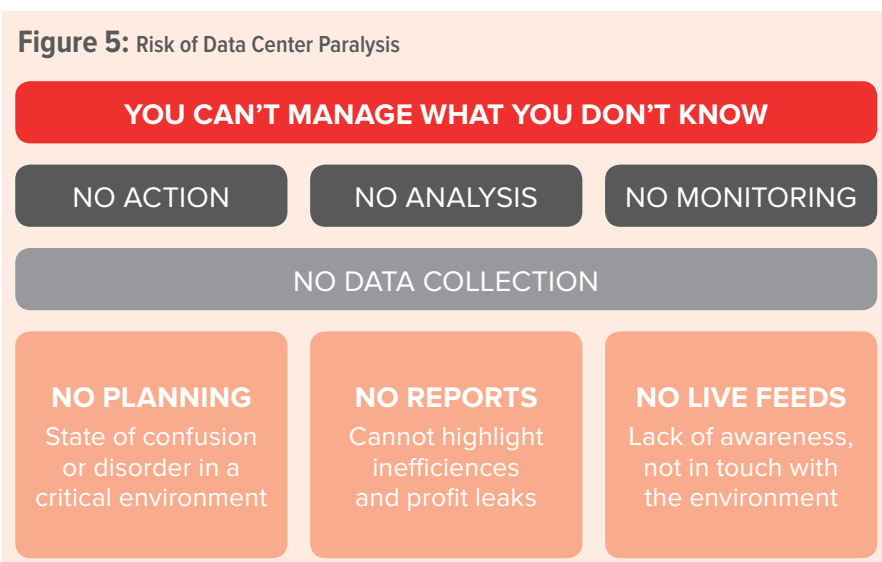 Figure 5: Risk of Data Center Paralysis
YOU CAN'T MANAGE WHAT YOU DON'T KNOW
NO ACTION
NO ANALYSIS
NO MONITORING
NO DATA COLLECTION
NO PLANNING
State of confusion
or disorder in a
critical environment
NO REPORTS
Cannot highlight
inefficiences
and profit leaks
NO LIVE FEEDS
Lack of awareness,
not in touch with
the environment